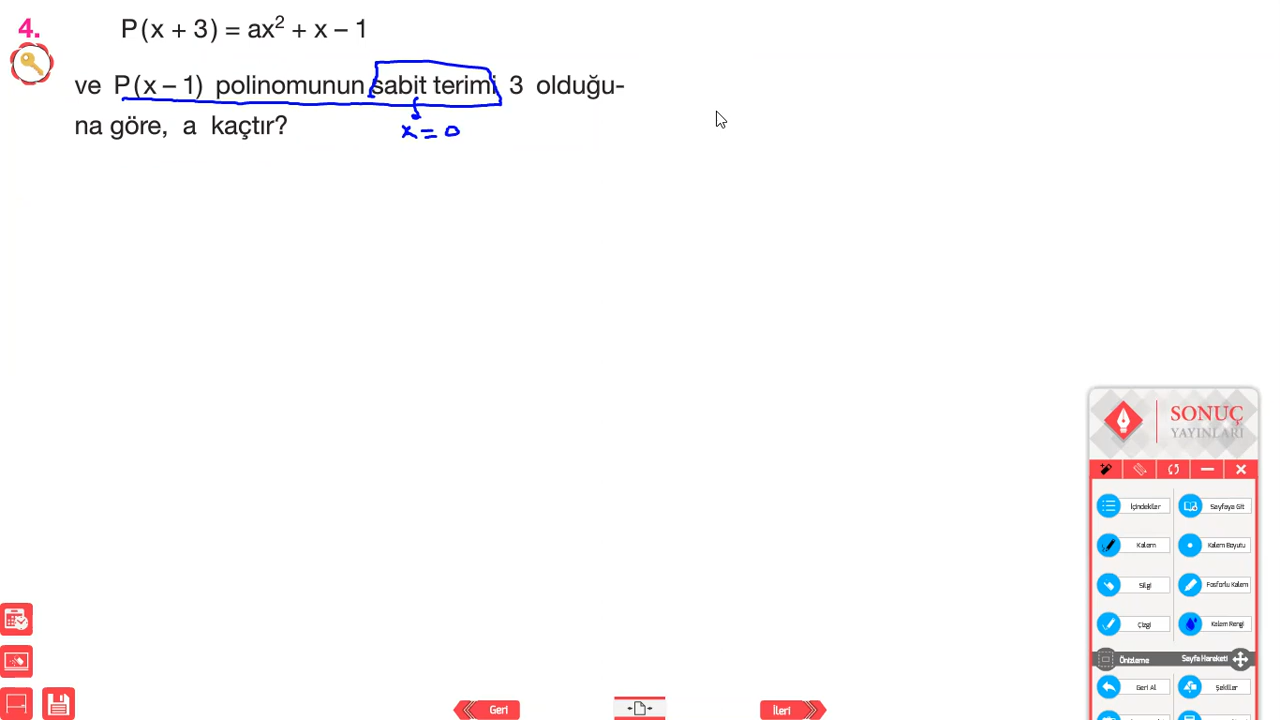 4.
P(x + 3) = ax² + x – 1
ve P(x – 1) polinomunun sabit terimi 3 olduğu-
na göre, a kaçtır?
x = 0
SONUÇ
YAYINLARI
İçindekiler
Sayfaya Git
Kalem
Kalem Boyutu
Silgi
Fosforlu Kalem
Çizgi
Kalem Rengi
Önizleme
Sayfa Hareketi
Geri Al
Şekiller
Geri
İleri